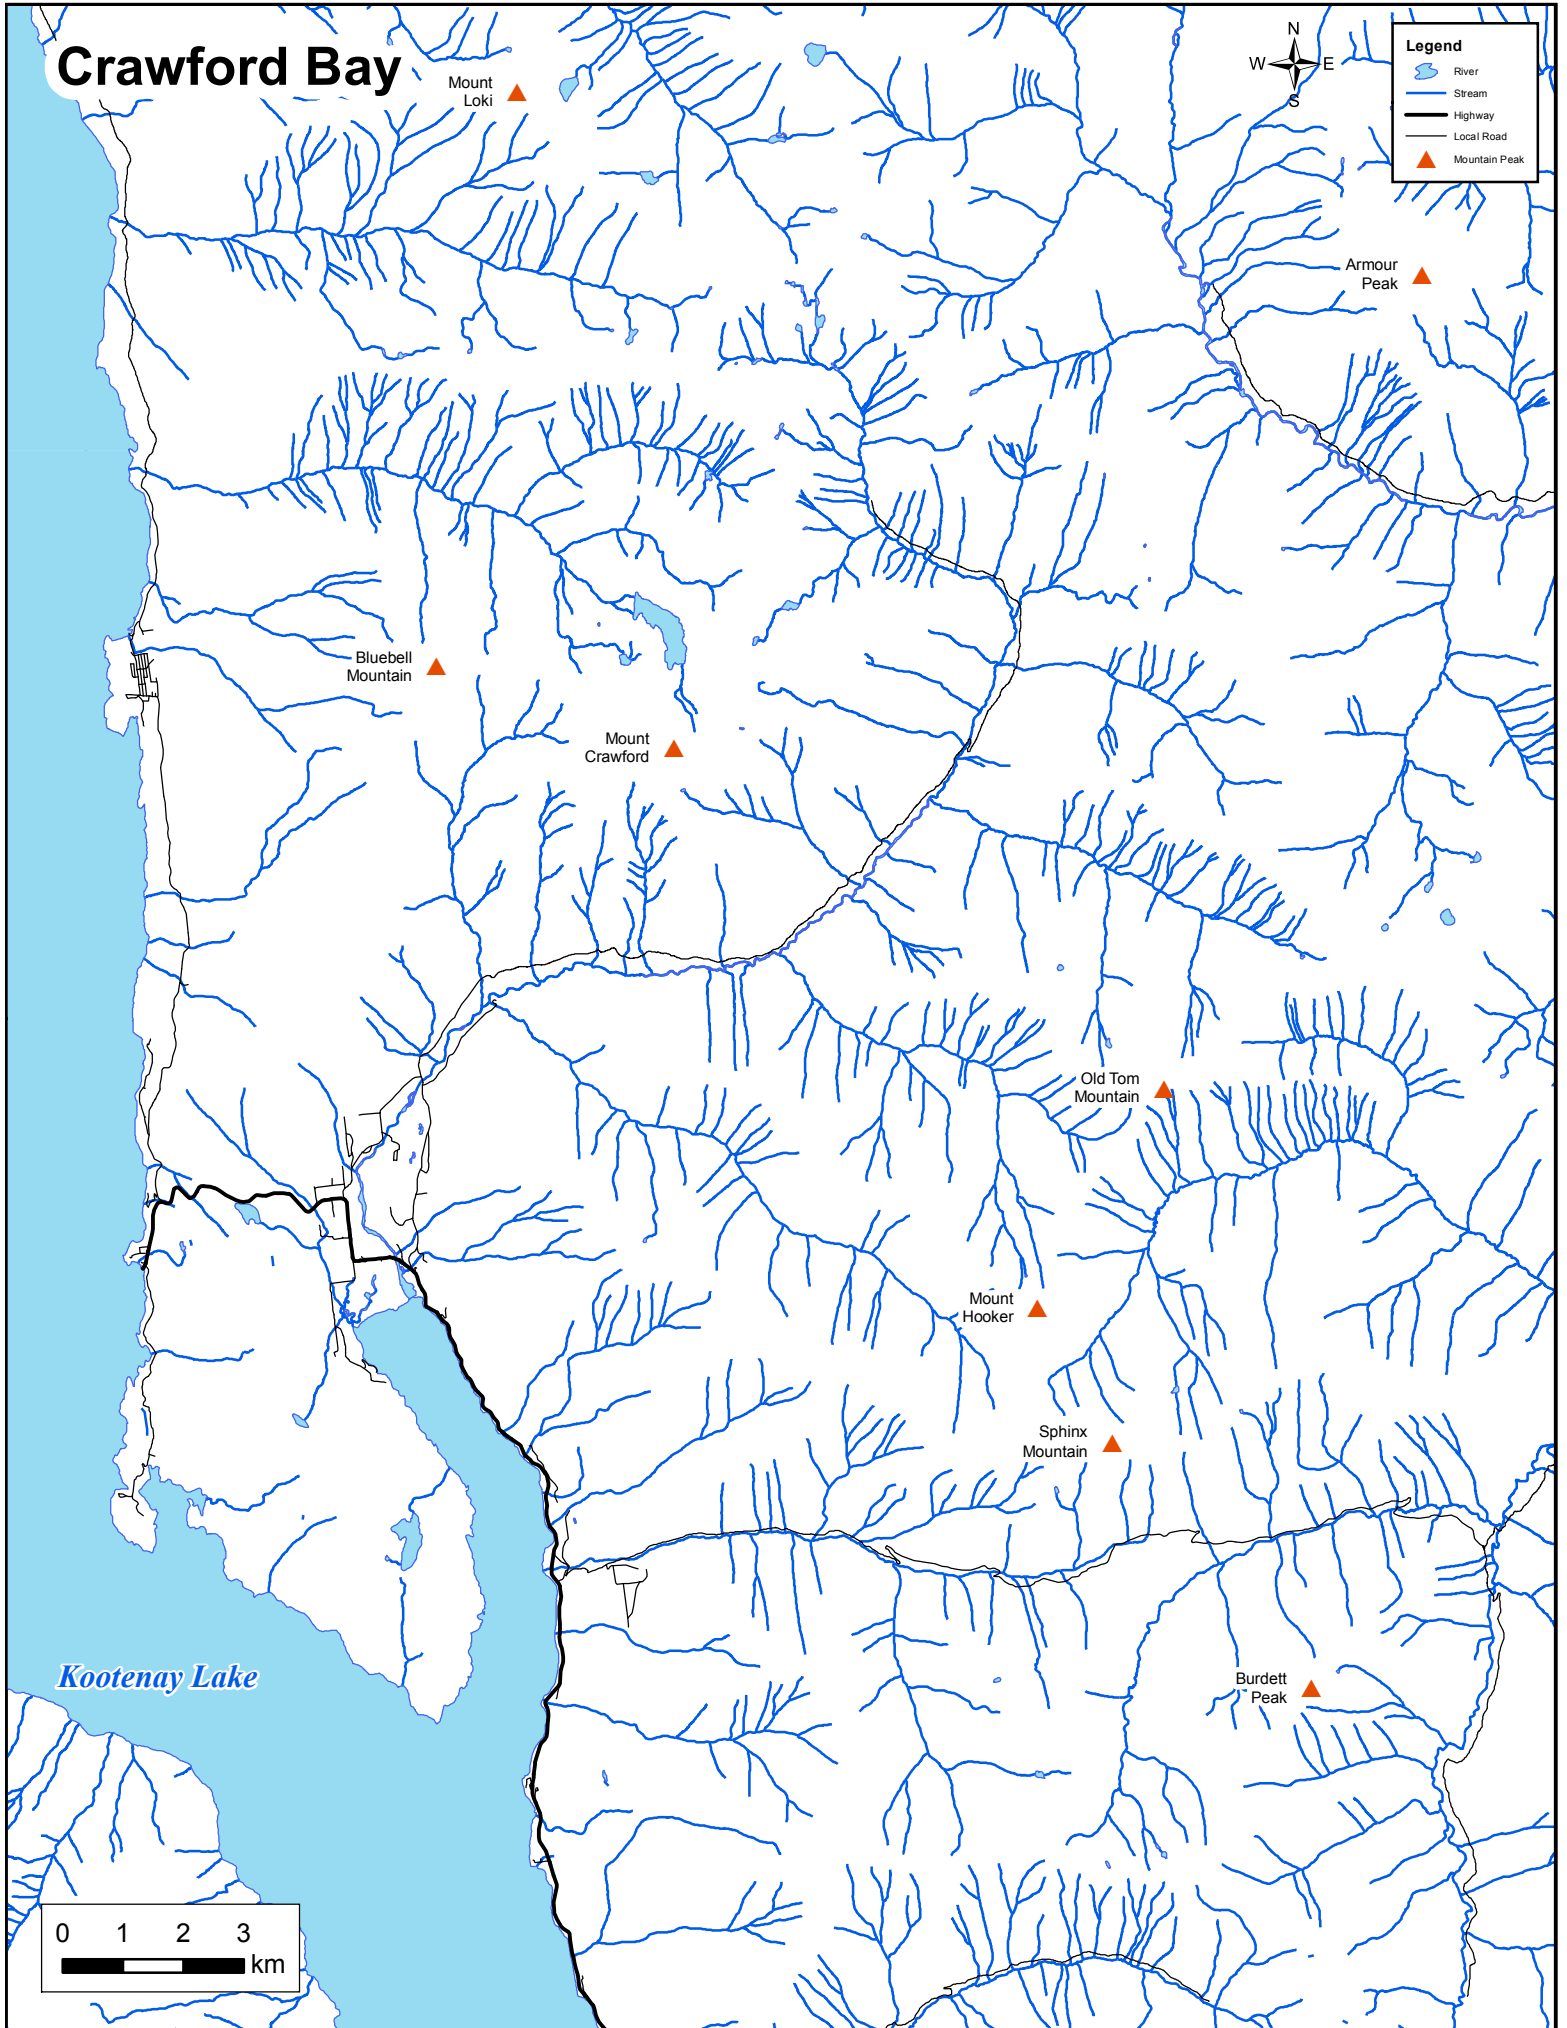 Crawford Bay
N
W E
S
Legend
River
Stream
Highway
Local Road
Mountain Peak
Mount
Loki
Armour
Peak
Bluebell
Mountain
Mount
Crawford
Old Tom
Mountain
Mount
Hooker
Sphinx
Mountain
Burdett
Peak
Kootenay Lake
0 1 2 3
km